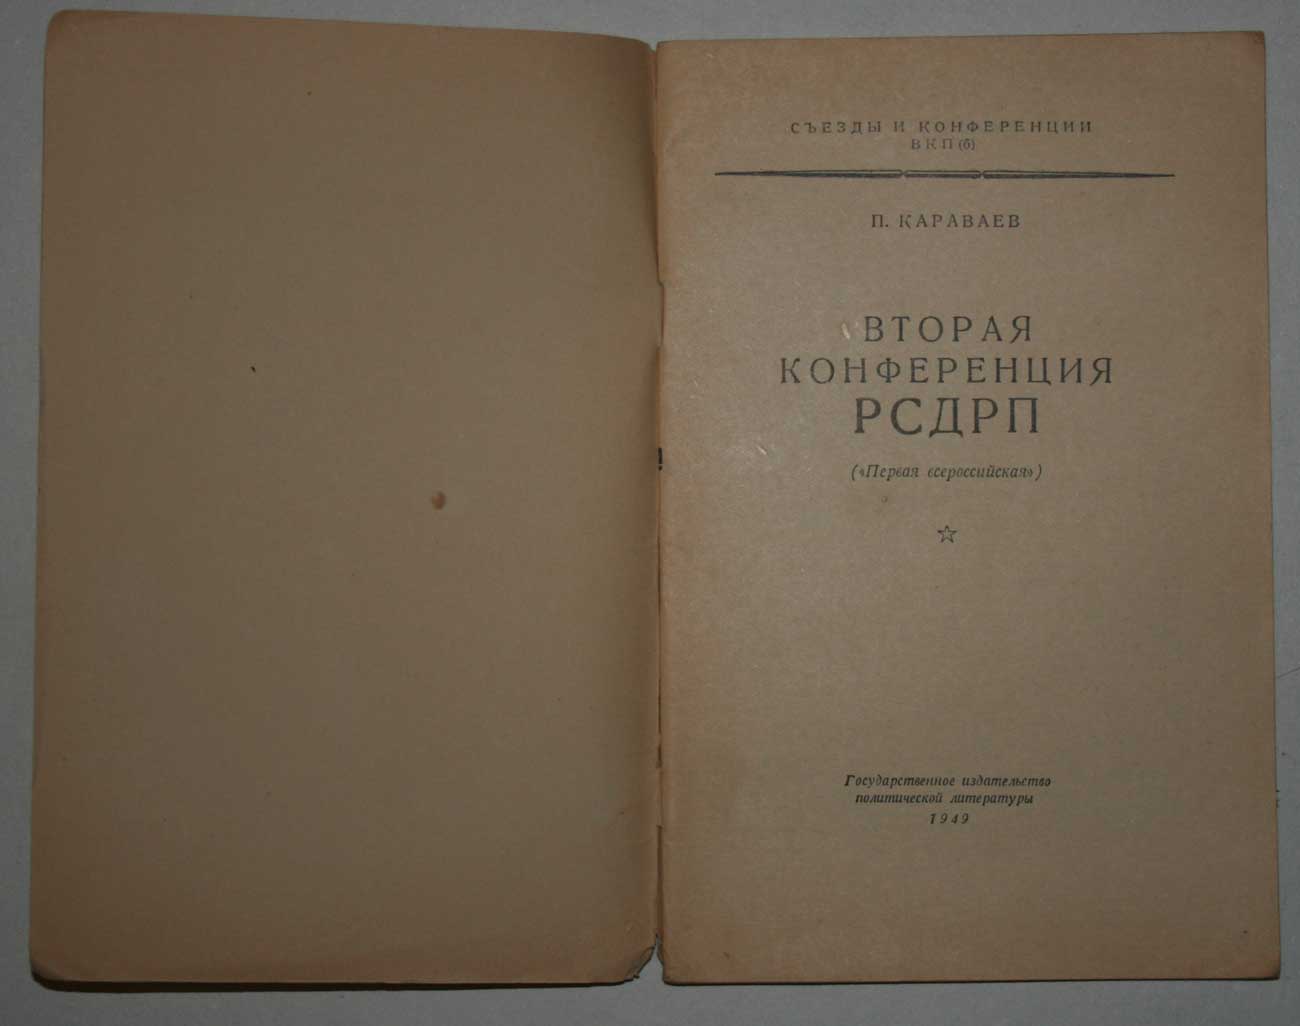 СЪЕЗДЫ И КОНФЕРЕНЦИИ
ВКП(б)
П. КАРАВАЕВ
ВТОРАЯ
КОНФЕРЕНЦИЯ
РСДРП
(«Первая всероссийская»)
Государственное издательство
политической литературы
1949